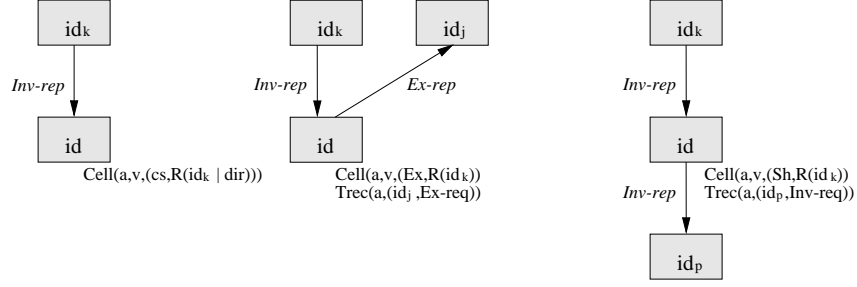 idk
Inv-rep
id
Cell(a,v,(cs,R(idk | dir)))
idk
idj
Inv-rep
Ex-rep
id
Cell(a,v,(Ex,R(idk))
Trec(a,(idj ,Ex-req))
idk
Inv-rep
id
Cell(a,v,(Sh,R(idk))
Trec(a,(idp,Inv-req))
Inv-rep
idp